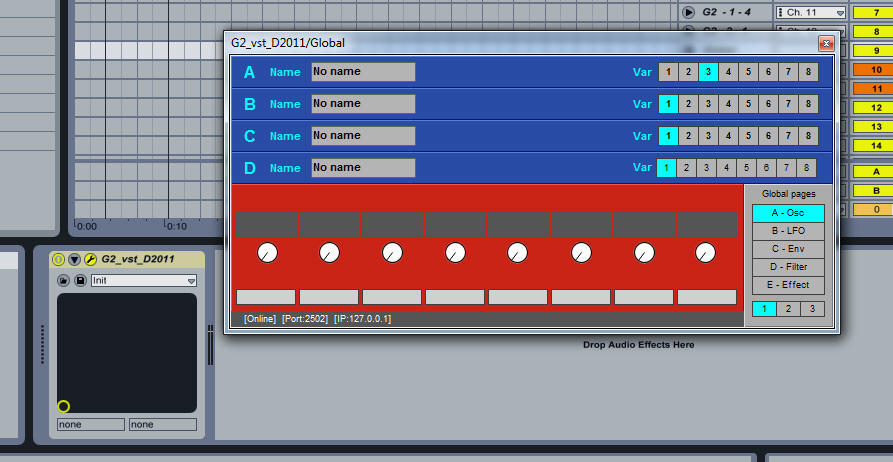 G2 - 1 - 4 Ch. 11 7
8
G2_vst_D2011/Global
9
A Name No name Var 1 2 3 4 5 6 7 8
10
11
B Name No name Var 1 2 3 4 5 6 7 8
12
C Name No name Var 1 2 3 4 5 6 7 8
13
14
D Name No name Var 1 2 3 4 5 6 7 8
A
B
Global pages
A - Osc
0
B - LFO
C - Env
D - Filter
E - Effect
1 2 3
0:00 0:10
G2_vst_D2011
Init
[Online] [Port:2502] [IP:127.0.0.1]
Drop Audio Effects Here
none none